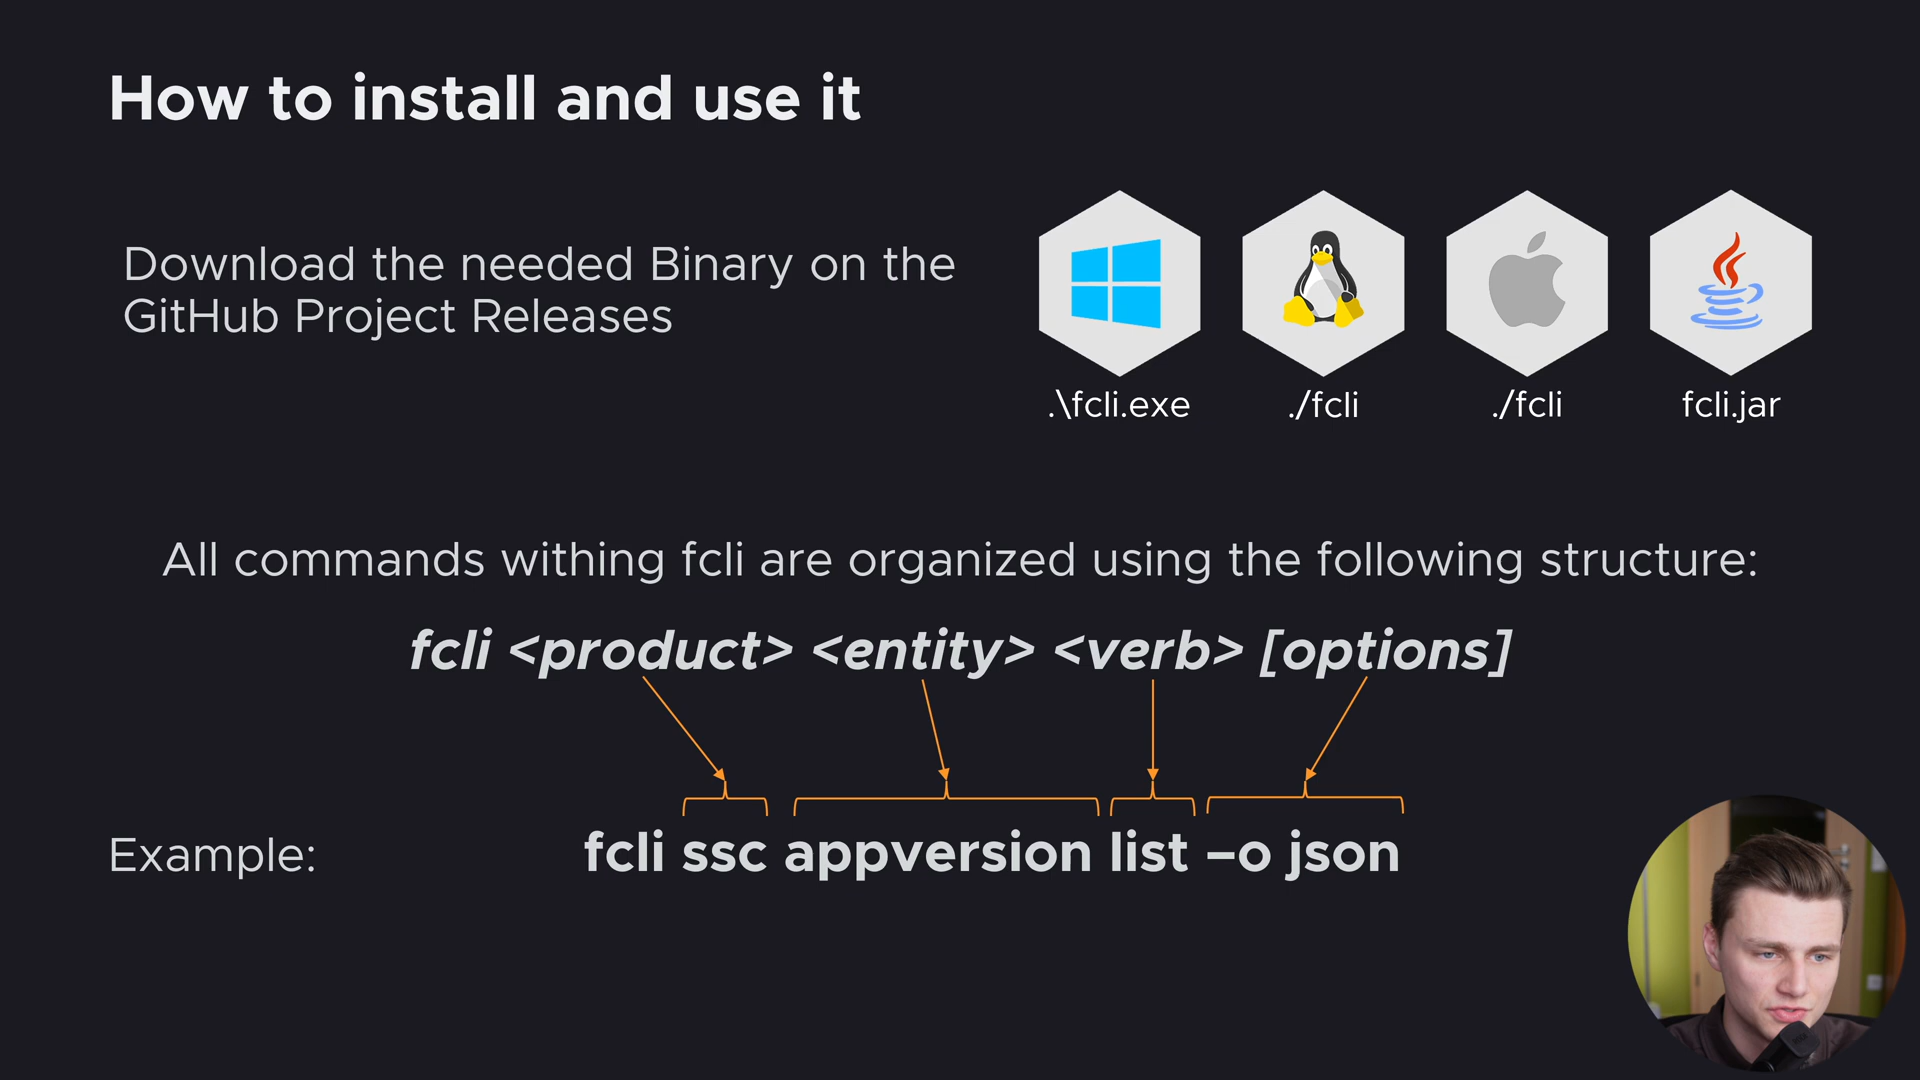 How to install and use it
Download the needed Binary on the
GitHub Project Releases
.\fcli.exe
./fcli
./fcli
fcli.jar
All commands withing fcli are organized using the following structure:
fcli <product> <entity> <verb> [options]
Example:
fcli ssc appversion list –o json